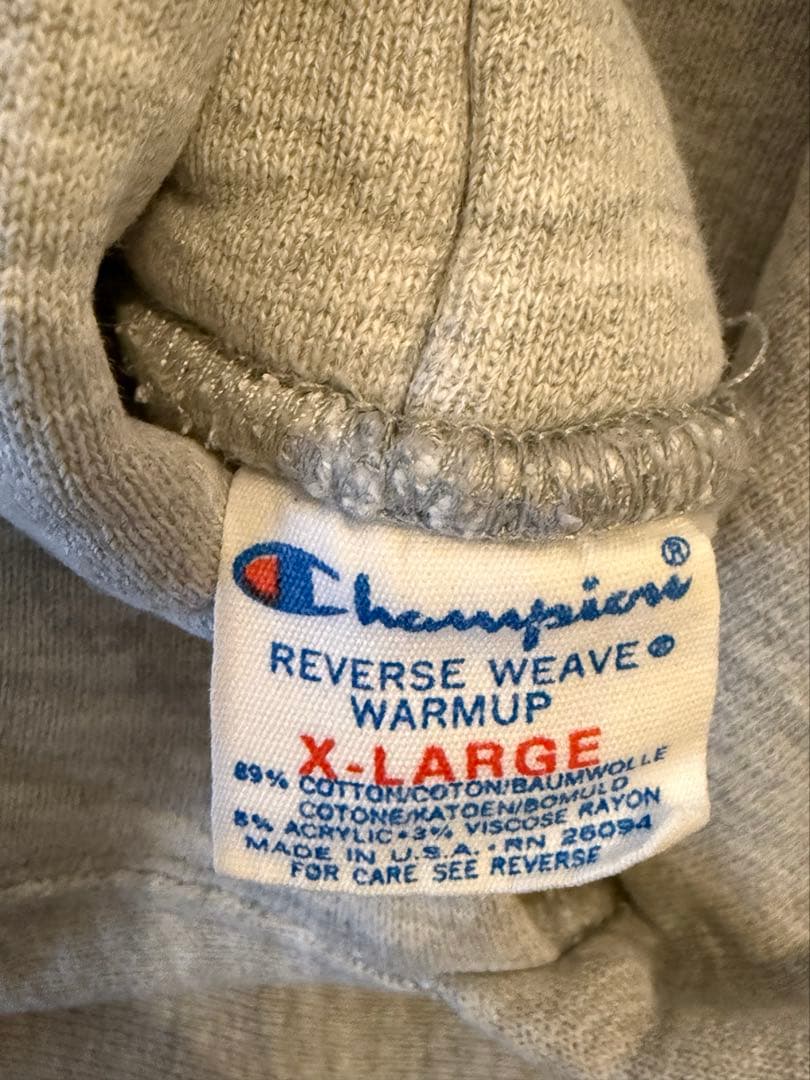 Champion®
REVERSE WEAVE®
WARMUP
X-LARGE
89% COTTON/COTON/BAUMWOLLE
COTONE/KATOEN/BOMULD
8% ACRYLIC•3% VISCOSE RAYON
MADE IN U.S.A. • RN 26094
FOR CARE SEE REVERSE